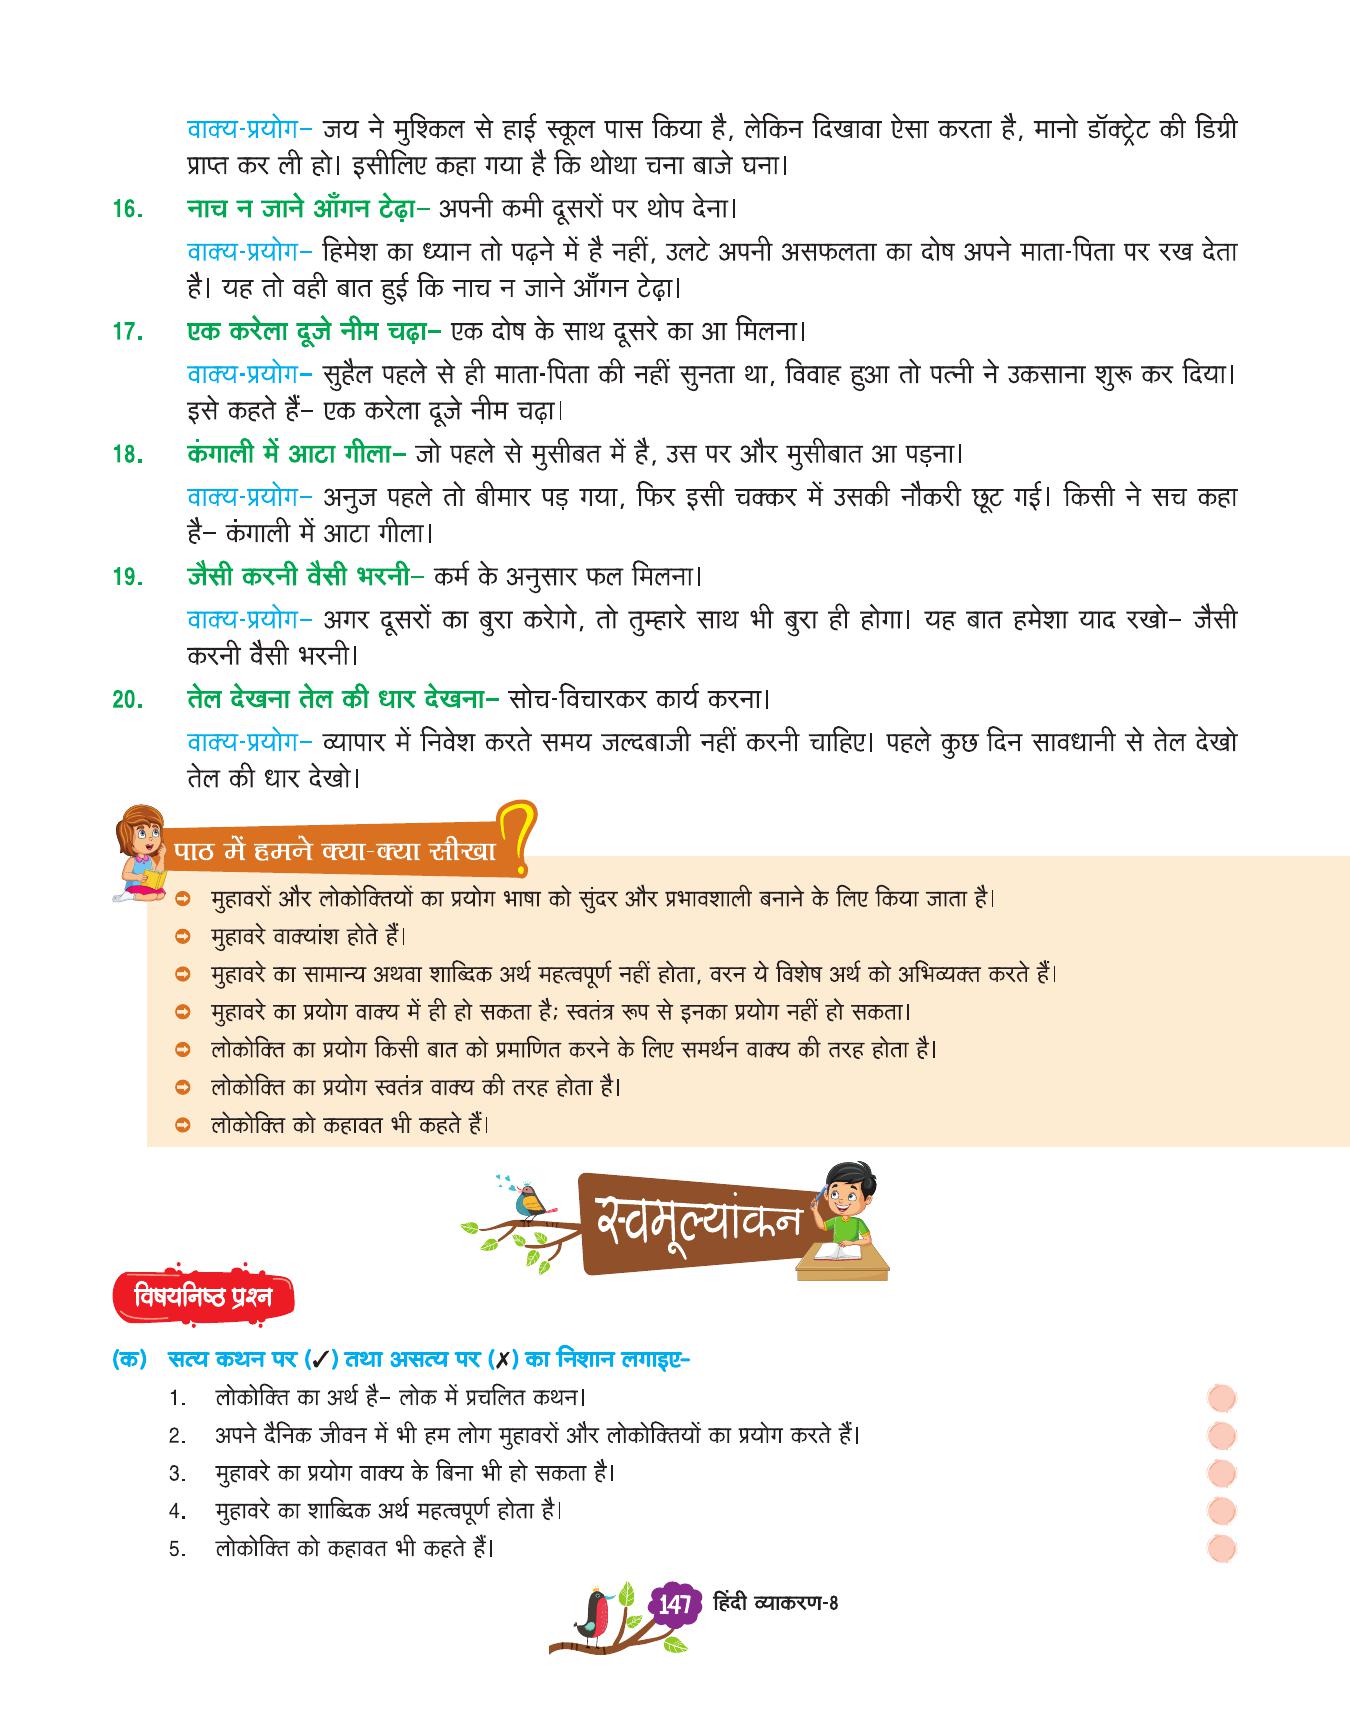 वाक्य-प्रयोग– जय ने मुश्किल से हाई स्कूल पास किया है, लेकिन दिखावा ऐसा करता है, मानो डॉक्ट्रेट की डिग्री
प्राप्त कर ली हो। इसीलिए कहा गया है कि थोथा चना बाजे घना।
16. नाच न जाने आँगन टेढ़ा– अपनी कमी दूसरों पर थोप देना।
वाक्य-प्रयोग– हिमेश का ध्यान तो पढ़ने में है नहीं, उलटे अपनी असफलता का दोष अपने माता-पिता पर रख देता
है। यह तो वही बात हुई कि नाच न जाने आँगन टेढ़ा।
17. एक करेला दूजे नीम चढ़ा– एक दोष के साथ दूसरे का आ मिलना।
वाक्य-प्रयोग– सुहैल पहले से ही माता-पिता की नहीं सुनता था, विवाह हुआ तो पत्नी ने उकसाना शुरू कर दिया।
इसे कहते हैं– एक करेला दूजे नीम चढ़ा।
18. कंगाली में आटा गीला– जो पहले से मुसीबत में है, उस पर और मुसीबात आ पड़ना।
वाक्य-प्रयोग– अनुज पहले तो बीमार पड़ गया, फिर इसी चक्कर में उसकी नौकरी छूट गई। किसी ने सच कहा
है– कंगाली में आटा गीला।
19. जैसी करनी वैसी भरनी– कर्म के अनुसार फल मिलना।
वाक्य-प्रयोग– अगर दूसरों का बुरा करोगे, तो तुम्हारे साथ भी बुरा ही होगा। यह बात हमेशा याद रखो– जैसी
करनी वैसी भरनी।
20. तेल देखना तेल की धार देखना– सोच-विचारकर कार्य करना।
वाक्य-प्रयोग– व्यापार में निवेश करते समय जल्दबाजी नहीं करनी चाहिए। पहले कुछ दिन सावधानी से तेल देखो
तेल की धार देखो।
पाठ में हमने क्या-क्या सीखा ?
मुहावरों और लोकोक्तियों का प्रयोग भाषा को सुंदर और प्रभावशाली बनाने के लिए किया जाता है।
मुहावरे वाक्यांश होते हैं।
मुहावरे का सामान्य अथवा शाब्दिक अर्थ महत्वपूर्ण नहीं होता, वरन ये विशेष अर्थ को अभिव्यक्त करते हैं।
मुहावरे का प्रयोग वाक्य में ही हो सकता है; स्वतंत्र रूप से इनका प्रयोग नहीं हो सकता।
लोकोक्ति का प्रयोग किसी बात को प्रमाणित करने के लिए समर्थन वाक्य की तरह होता है।
लोकोक्ति का प्रयोग स्वतंत्र वाक्य की तरह होता है।
लोकोक्ति को कहावत भी कहते हैं।
स्वमूल्यांकन
विषयनिष्ठ प्रश्न
(क) सत्य कथन पर (✓) तथा असत्य पर (✗) का निशान लगाइए–
1. लोकोक्ति का अर्थ है– लोक में प्रचलित कथन।
2. अपने दैनिक जीवन में भी हम लोग मुहावरों और लोकोक्तियों का प्रयोग करते हैं।
3. मुहावरे का प्रयोग वाक्य के बिना भी हो सकता है।
4. मुहावरे का शाब्दिक अर्थ महत्वपूर्ण होता है।
5. लोकोक्ति को कहावत भी कहते हैं।
147 हिंदी व्याकरण-8